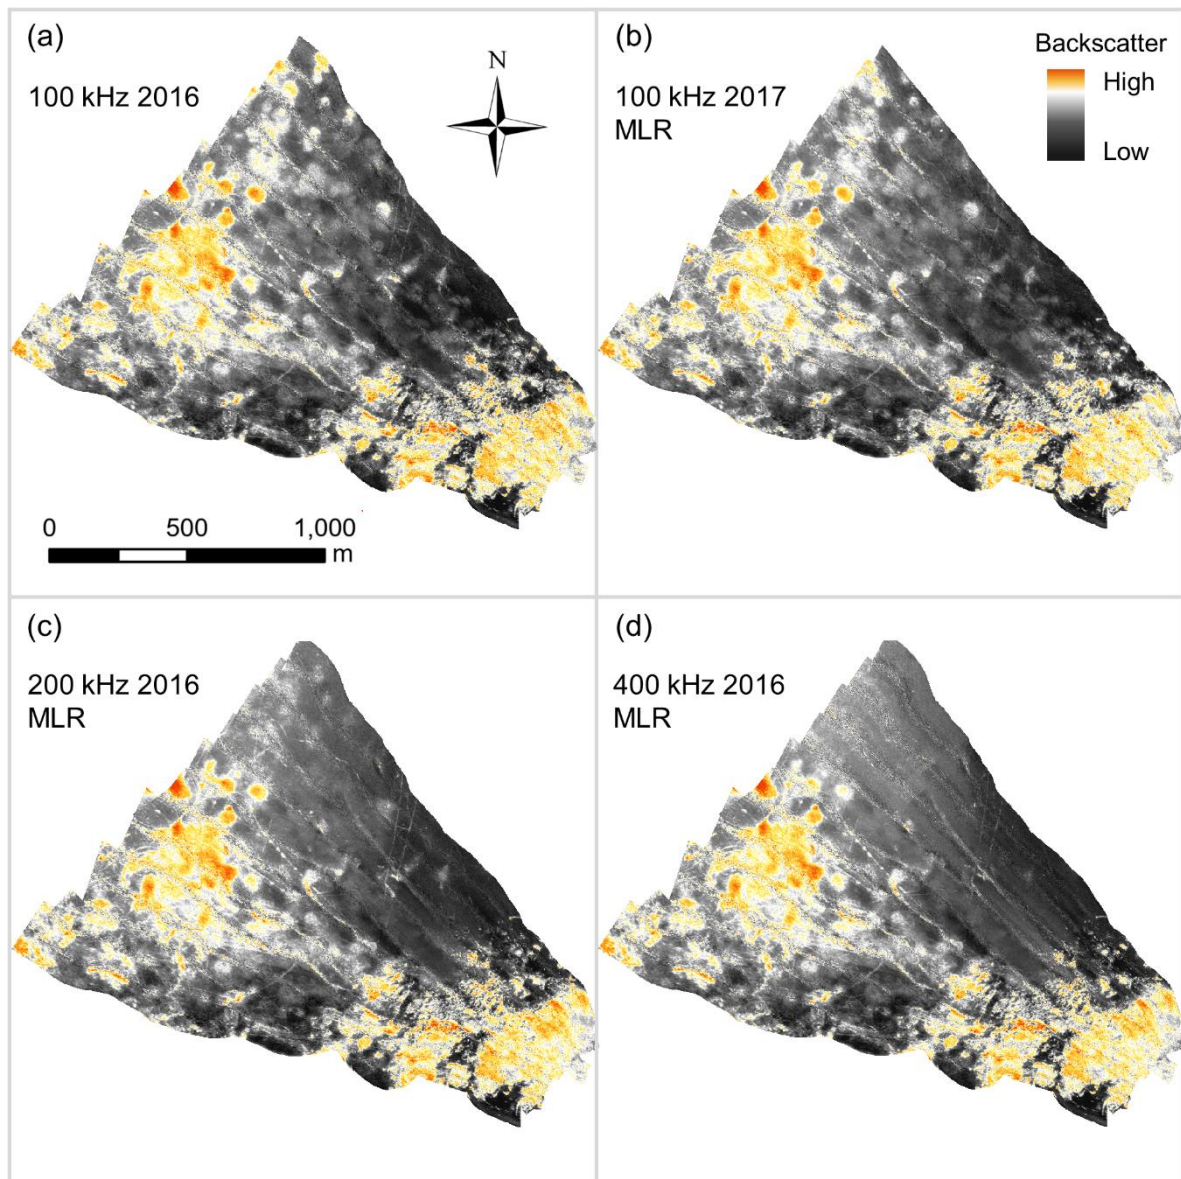 (a)
100 kHz 2016
N
0 500 1,000
m
(b)
100 kHz 2017
MLR
Backscatter
High
Low
(c)
200 kHz 2016
MLR
(d)
400 kHz 2016
MLR